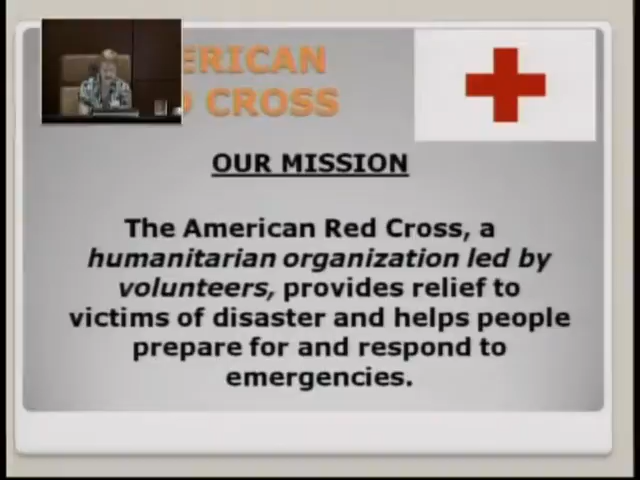 ERICAN
CROSS
OUR MISSION
The American Red Cross, a
humanitarian organization led by
volunteers, provides relief to
victims of disaster and helps people
prepare for and respond to
emergencies.